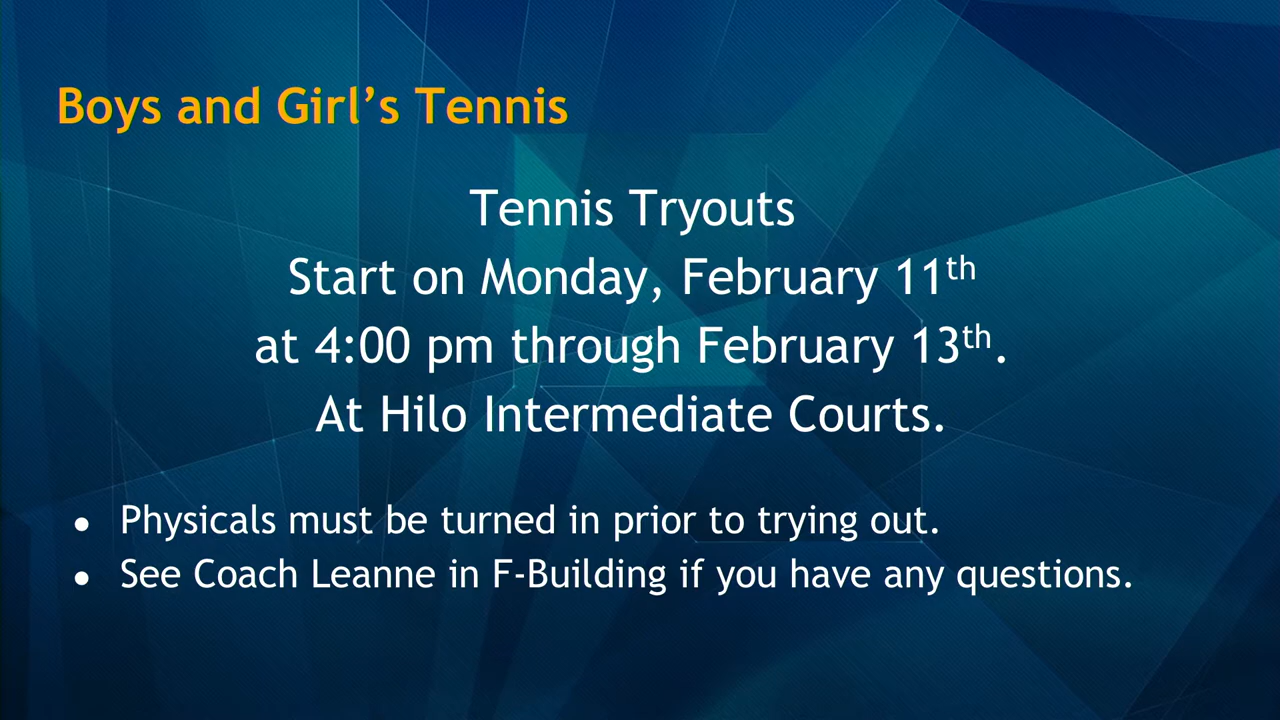 Boys and Girl’s Tennis
Tennis Tryouts
Start on Monday, February 11th
at 4:00 pm through February 13th.
At Hilo Intermediate Courts.
● Physicals must be turned in prior to trying out.
● See Coach Leanne in F-Building if you have any questions.